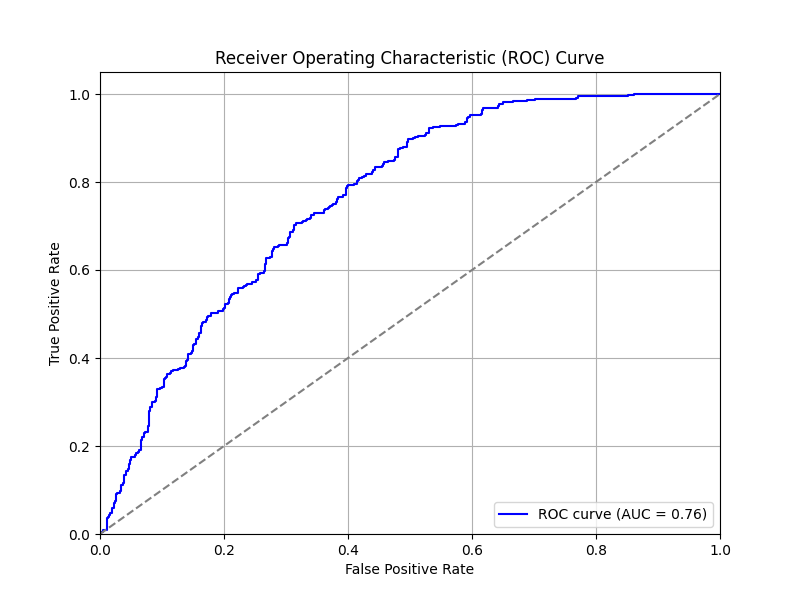 Receiver Operating Characteristic (ROC) Curve
True Positive Rate
1.0
0.8
0.6
0.4
0.2
0.0
0.0 0.2 0.4 0.6 0.8 1.0
False Positive Rate
ROC curve (AUC = 0.76)